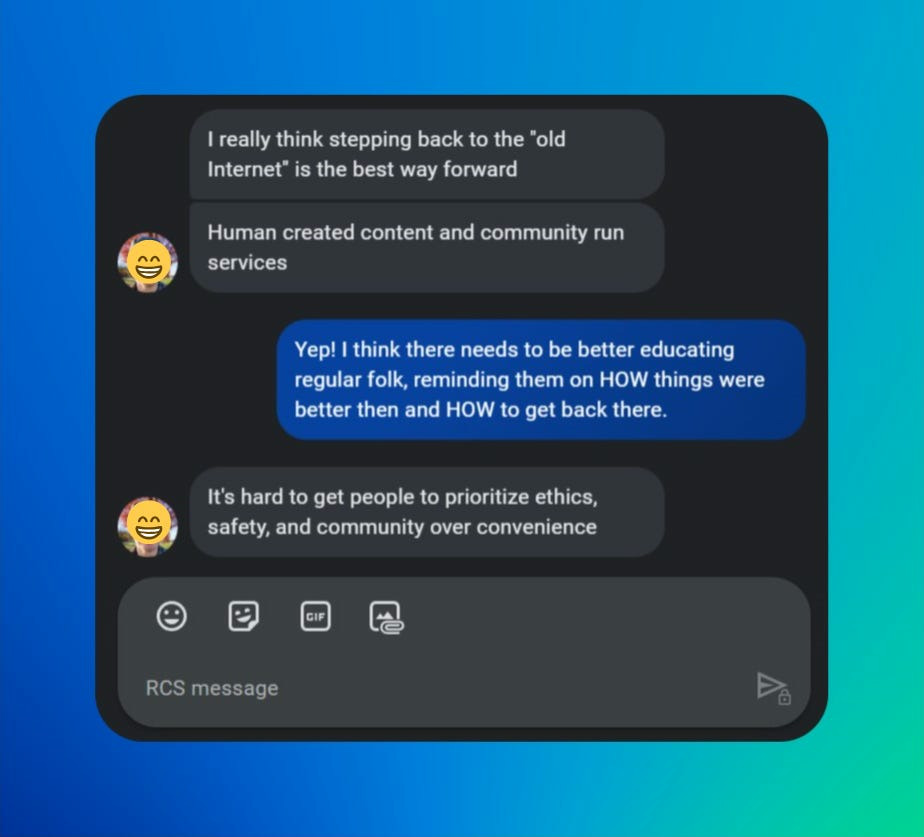 I really think stepping back to the "old
Internet" is the best way forward
Human created content and community run
services
Yep! I think there needs to be better educating
regular folk, reminding them on HOW things were
better then and HOW to get back there.
It's hard to get people to prioritize ethics,
safety, and community over convenience
GIF
RCS message